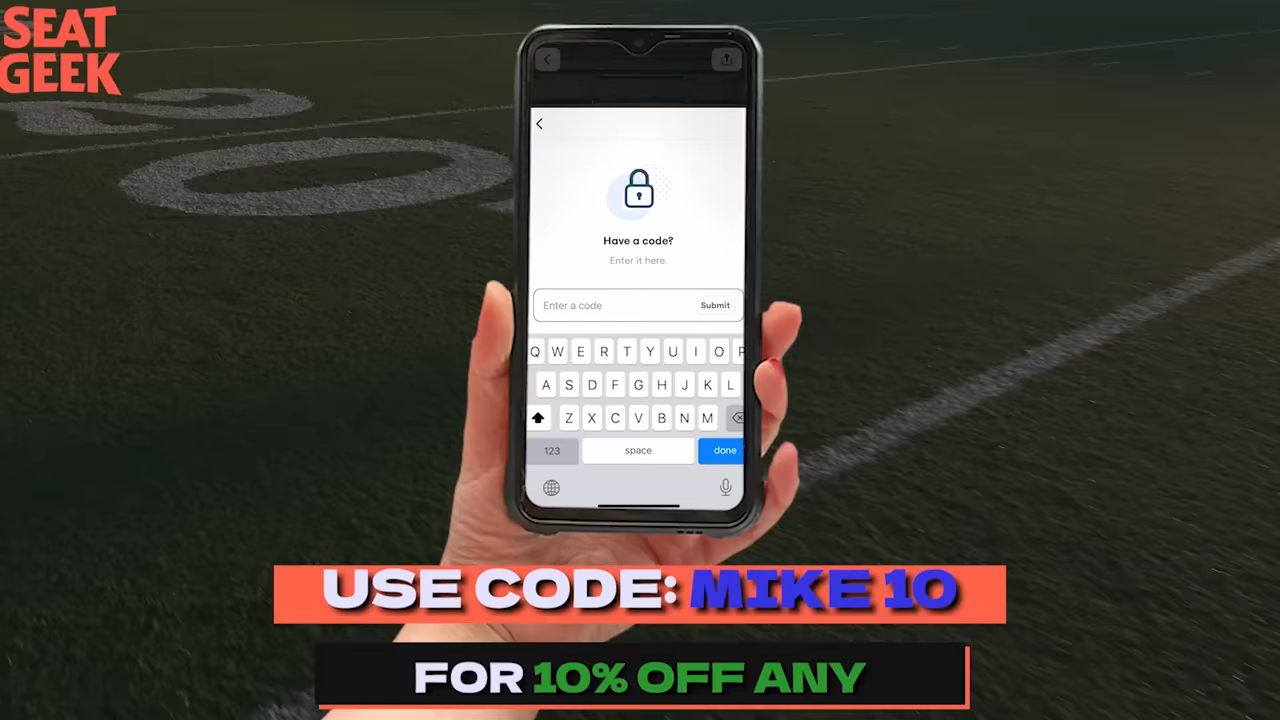 SEAT
GEEK
20
Have a code?
Enter it here.
Enter a code Submit
Q W E R T Y U I O P
A S D F G H J K L
Z X C V B N M
123 space done
USE CODE: MIKE 10
FOR 10% OFF ANY